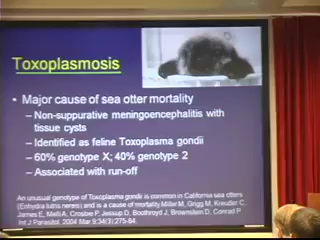 Toxoplasmosis
• Major cause of sea otter mortality
– Non-suppurative meningoencephalitis with
tissue cysts
– Identified as feline Toxoplasma gondii
– 60% genotype X; 40% genotype 2
– Associated with run-off
An unusual genotype of Toxoplasma gondii is common in California sea otters
(Enhydra lutris nereis) and is a cause of mortality. Miller M, Grigg M, Kreuder C,
James E, Melli A, Crosbie P, Jessup D, Boothroyd J, Brownstein D, Conrad P.
Int J Parasitol. 2004 Mar 9;34(3):275-84.